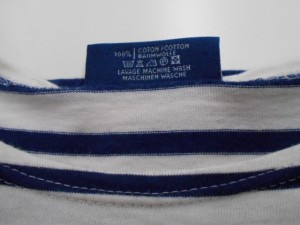 100% COTON/COTTON
BAUMWOLLE
LAVAGE MACHINE WASH
MASCHINEN WÄSCHE